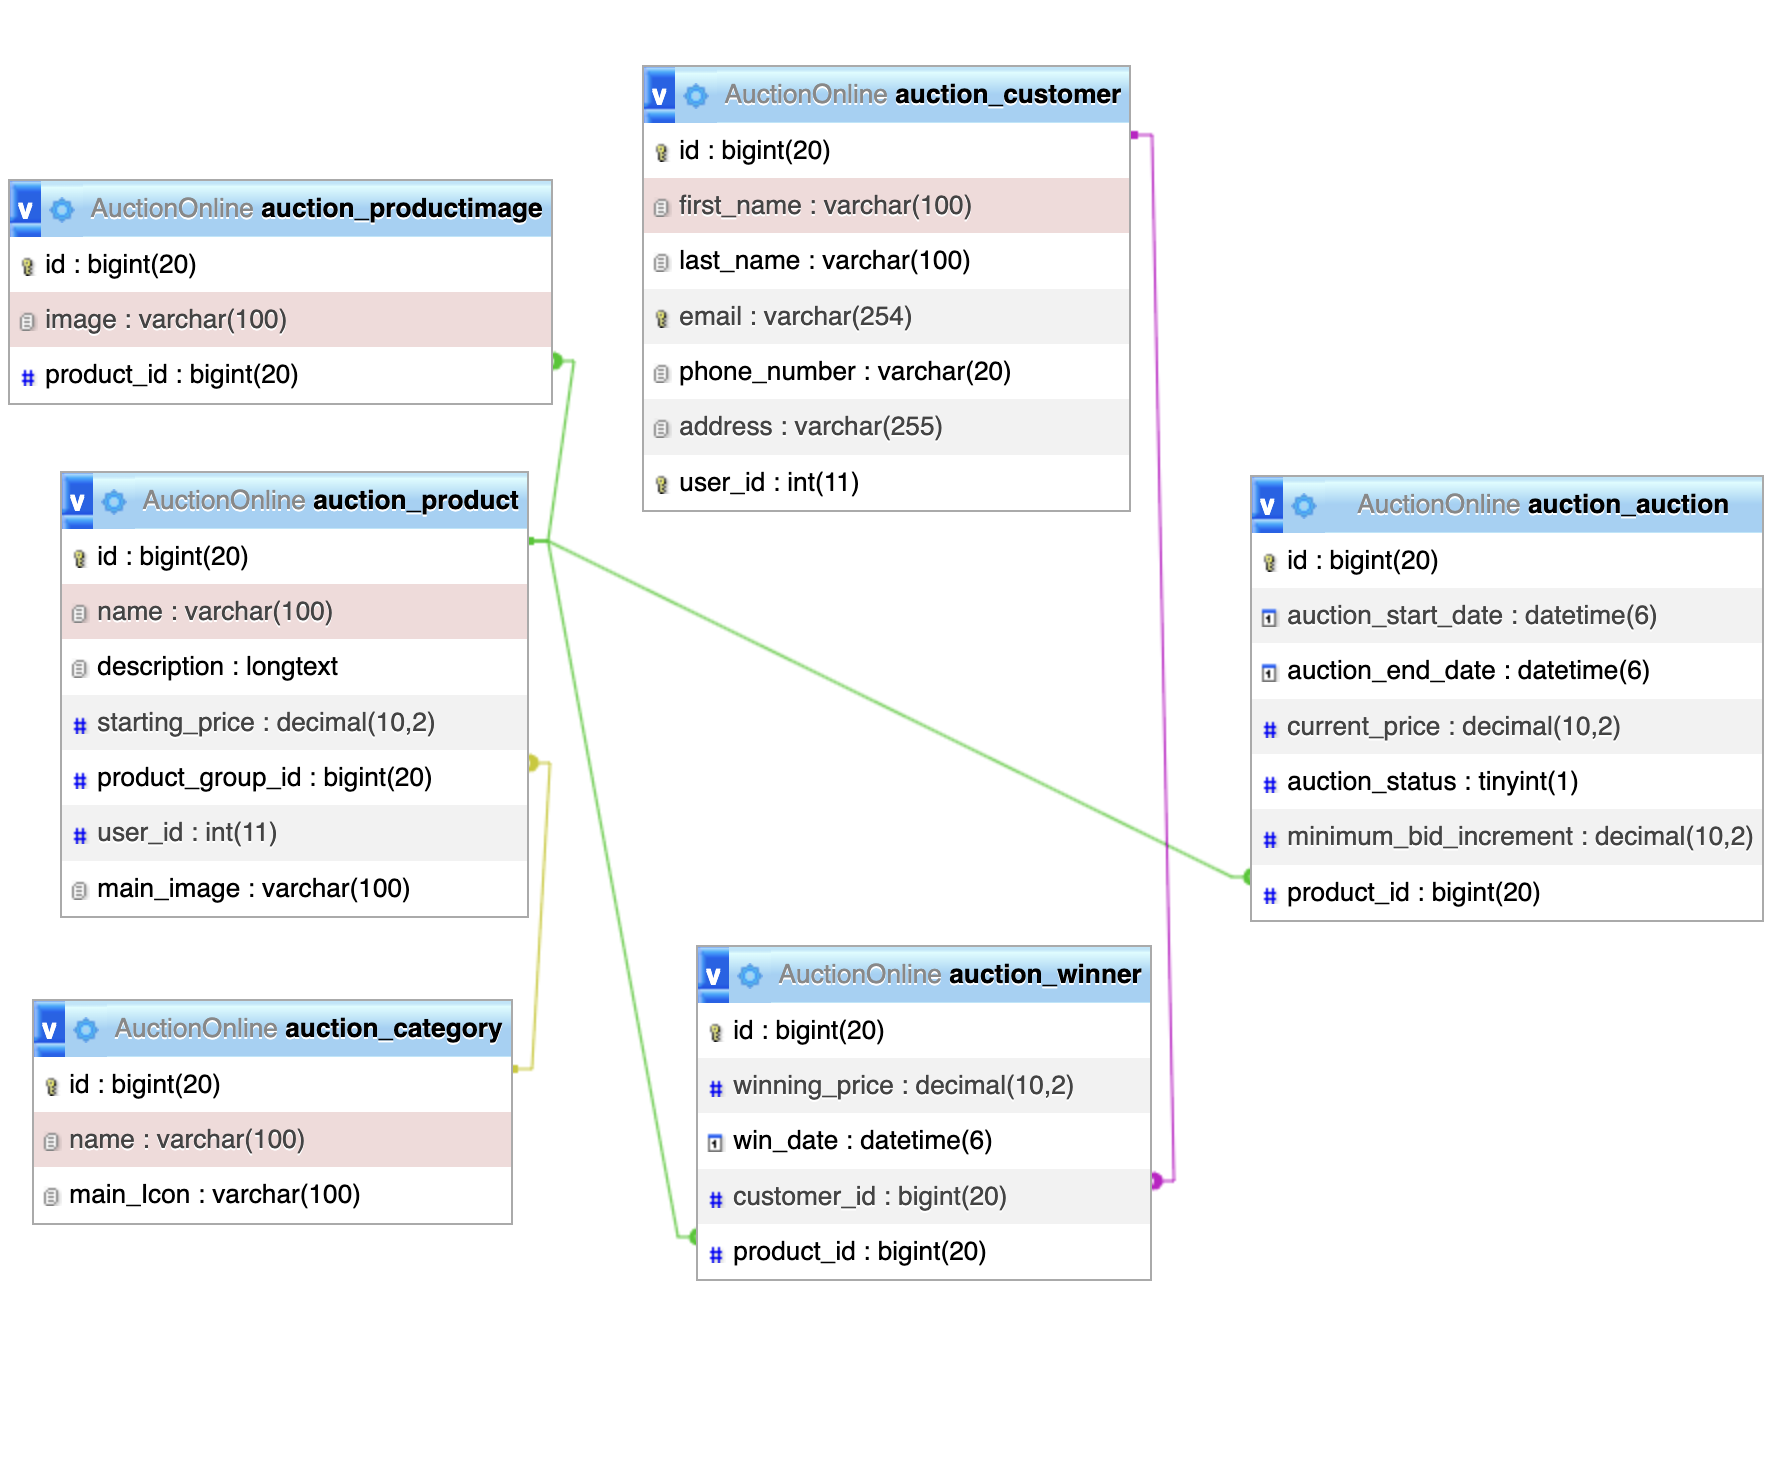 v AuctionOnline auction_customer
id : bigint(20)
first_name : varchar(100)
last_name : varchar(100)
email : varchar(254)
phone_number : varchar(20)
address : varchar(255)
user_id : int(11)
v AuctionOnline auction_productimage
id : bigint(20)
image : varchar(100)
# product_id : bigint(20)
v AuctionOnline auction_product
id : bigint(20)
name : varchar(100)
description : longtext
# starting_price : decimal(10,2)
# product_group_id : bigint(20)
# user_id : int(11)
main_image : varchar(100)
v AuctionOnline auction_auction
id : bigint(20)
1 auction_start_date : datetime(6)
1 auction_end_date : datetime(6)
# current_price : decimal(10,2)
# auction_status : tinyint(1)
# minimum_bid_increment : decimal(10,2)
# product_id : bigint(20)
v AuctionOnline auction_category
id : bigint(20)
name : varchar(100)
main_Icon : varchar(100)
v AuctionOnline auction_winner
id : bigint(20)
# winning_price : decimal(10,2)
1 win_date : datetime(6)
# customer_id : bigint(20)
# product_id : bigint(20)